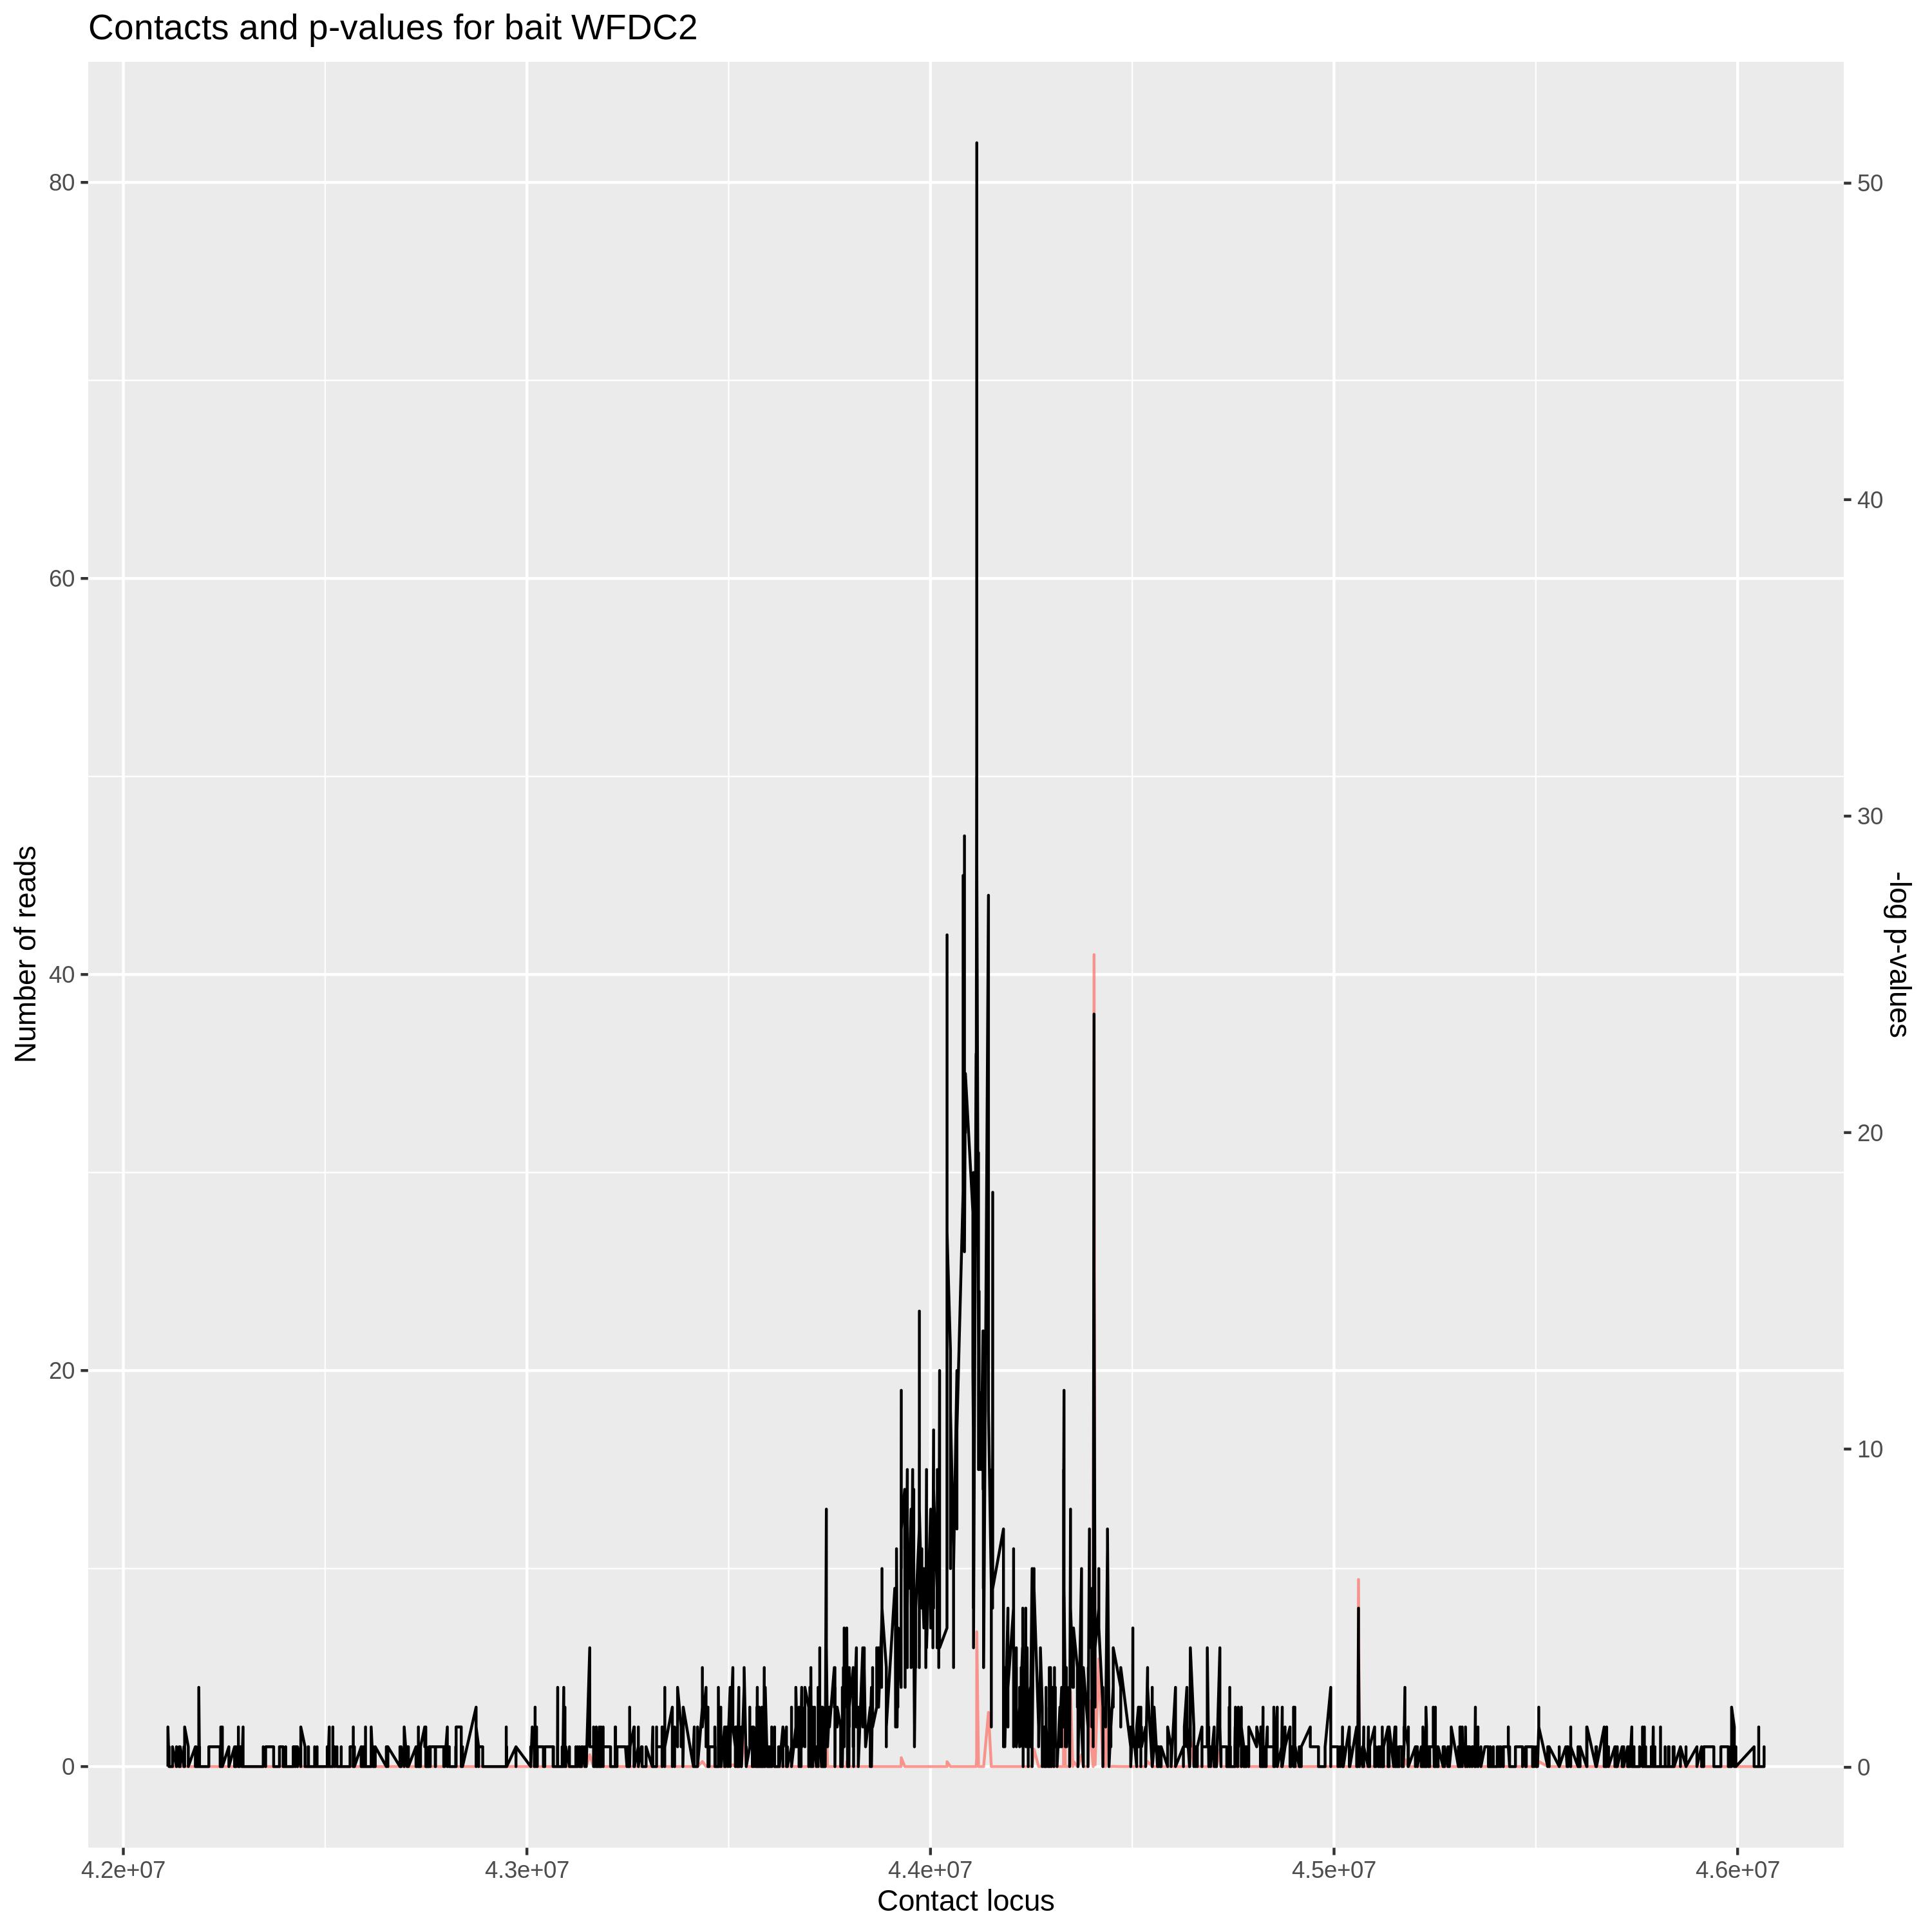 Contacts and p-values for bait WFDC2
80
60
40
20
0
Number of reads
50
40
30
20
10
0
-log p-values
4.2e+07
4.3e+07
4.4e+07
4.5e+07
4.6e+07
Contact locus